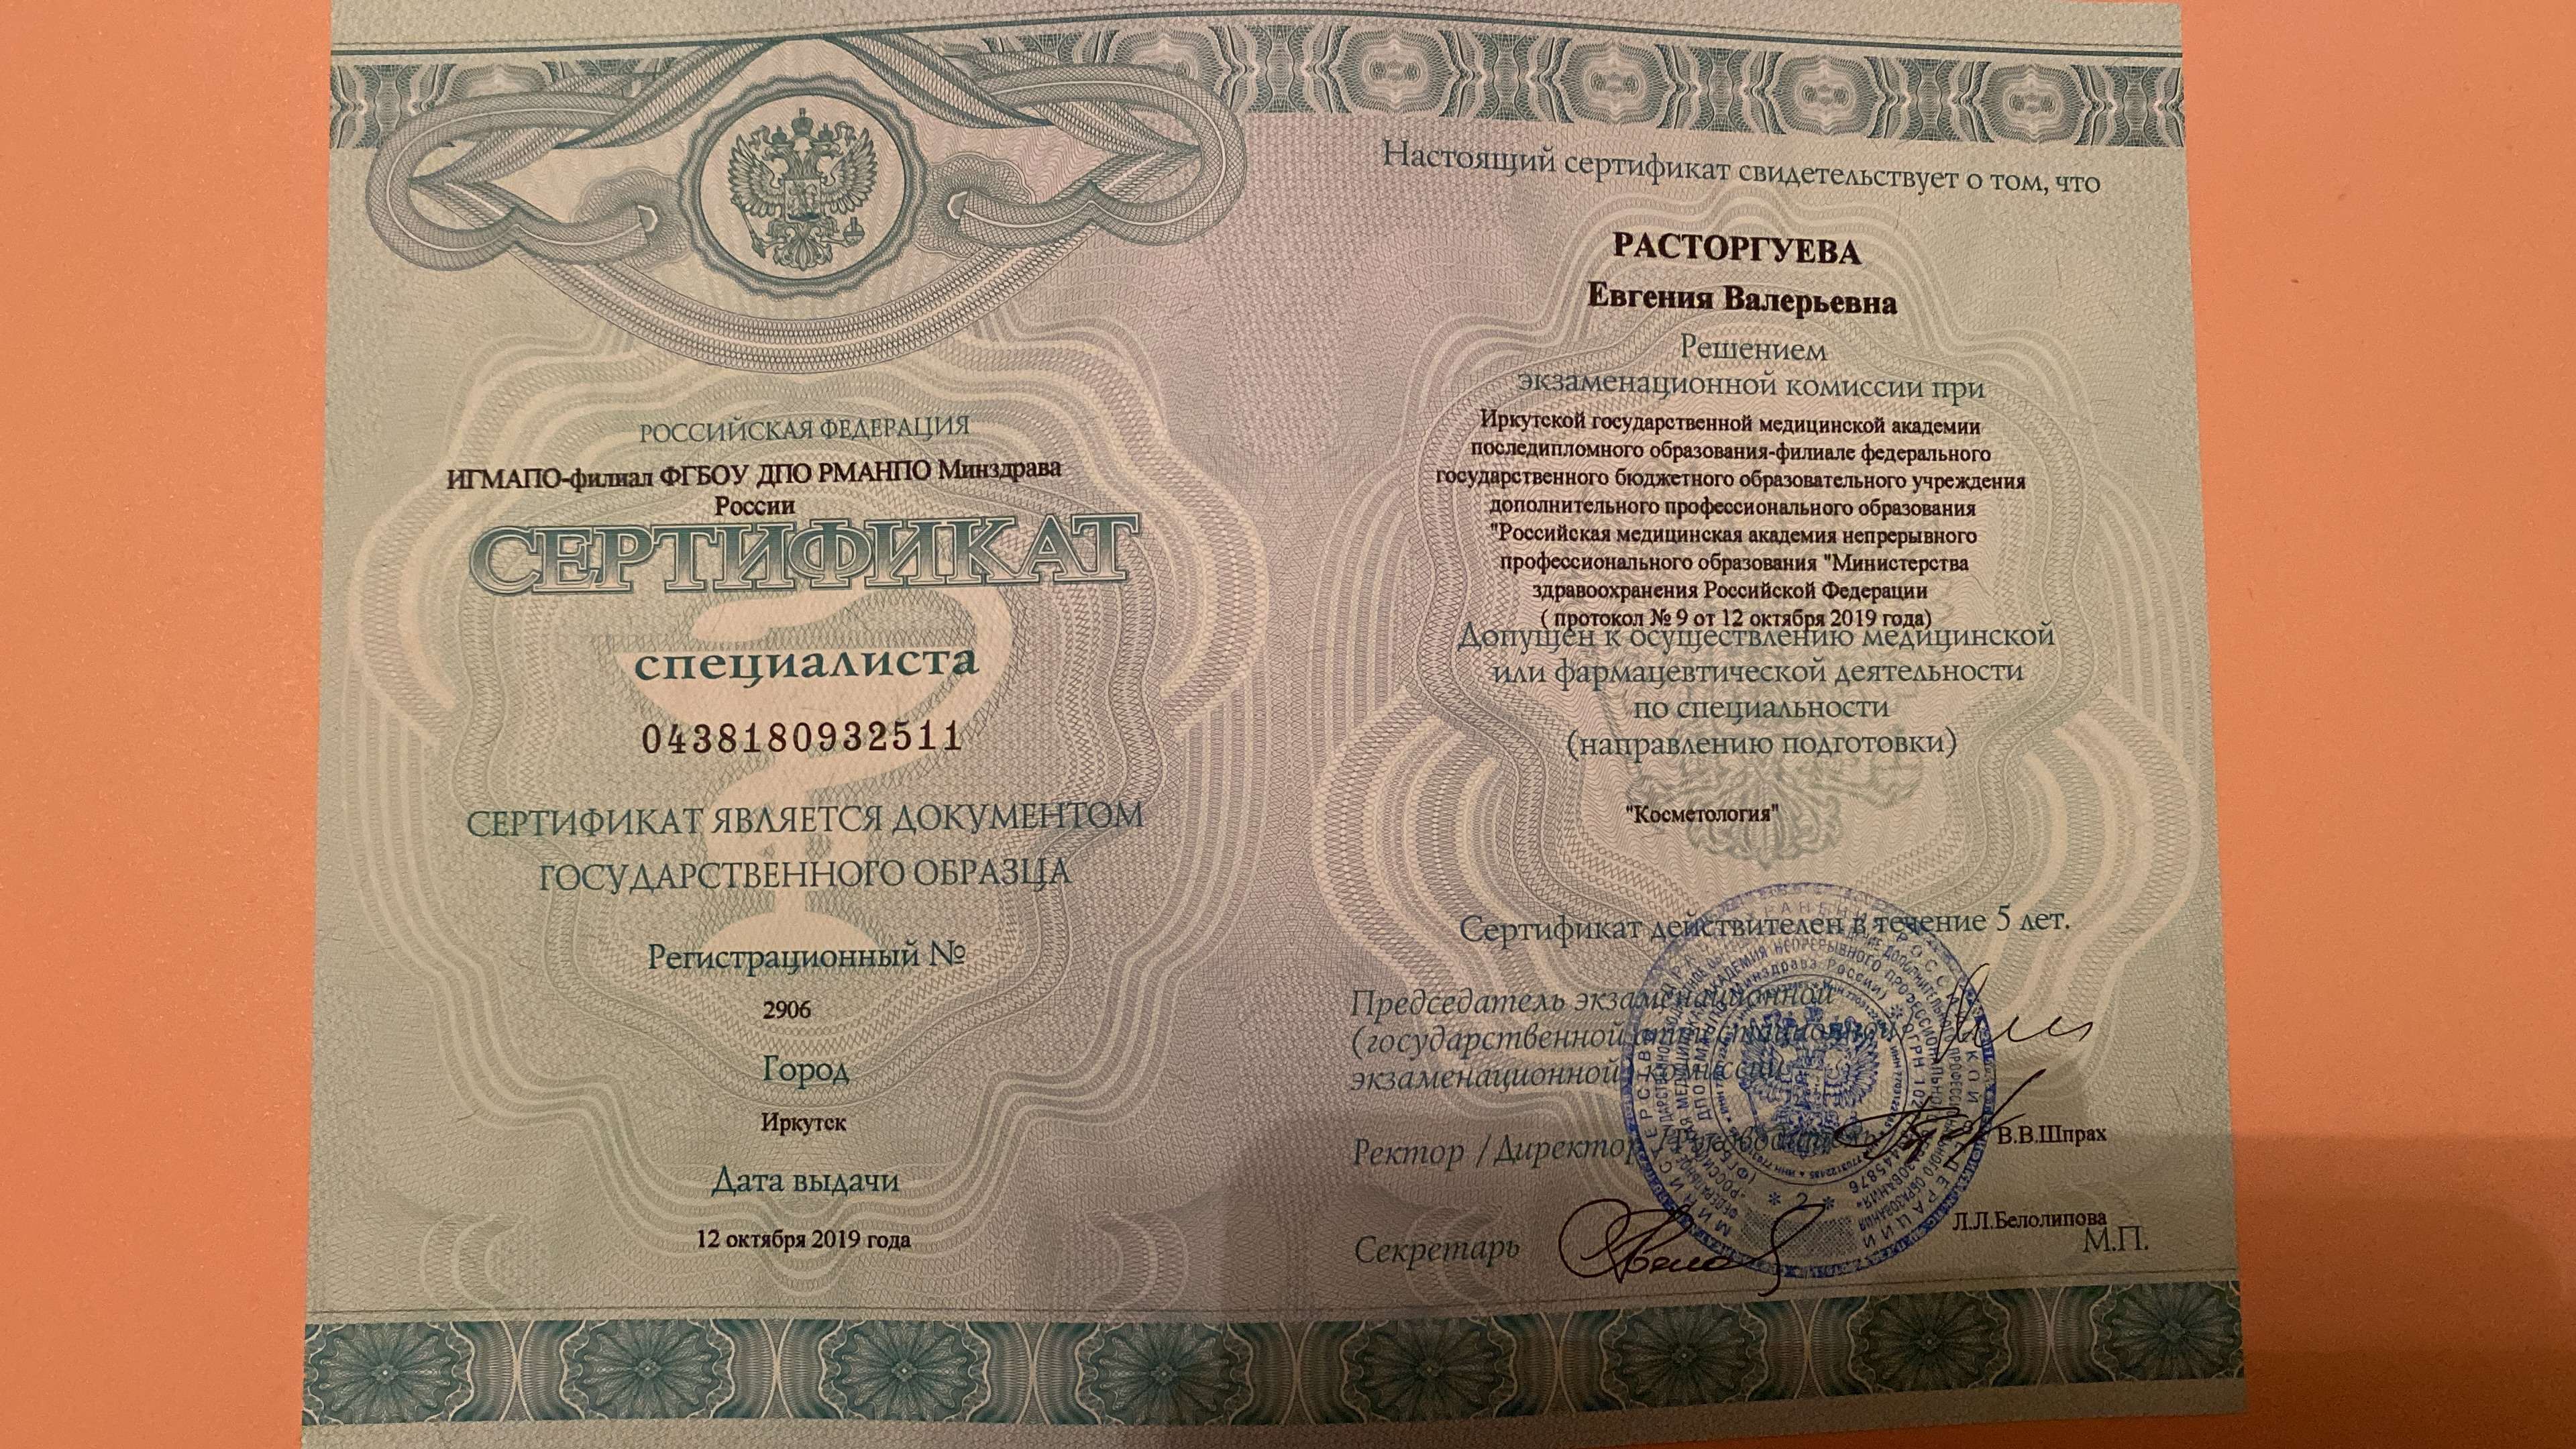 РОССИЙСКАЯ ФЕДЕРАЦИЯ
ИГМАПО-филиал ФГБОУ ДПО РМАНПО Минздрава
России
СЕРТИФИКАТ
специалиста
0438180932511
СЕРТИФИКАТ ЯВЛЯЕТСЯ ДОКУМЕНТОМ
ГОСУДАРСТВЕННОГО ОБРАЗЦА
Регистрационный №
2906
Город
Иркутск
Дата выдачи
12 октября 2019 года
Настоящий сертификат свидетельствует о том, что
РАСТОРГУЕВА
Евгения Валерьевна
Решением
экзаменационной комиссии при
Иркутской государственной медицинской академии
последипломного образования-филиале федерального
государственного бюджетного образовательного учреждения
дополнительного профессионального образования
"Российская медицинская академия непрерывного
профессионального образования "Министерства
здравоохранения Российской Федерации
( протокол № 9 от 12 октября 2019 года)
Допущен к осуществлению медицинской
или фармацевтической деятельности
по специальности
(направлению подготовки)
"Косметология"
Сертификат действителен в течение 5 лет.
Председатель экзаменационной
(государственной аттестационной
экзаменационной) комиссии
Ректор / Директор / Руководитель
В.В.Шпрах
Л.Л.Белолипова
Секретарь
М.П.